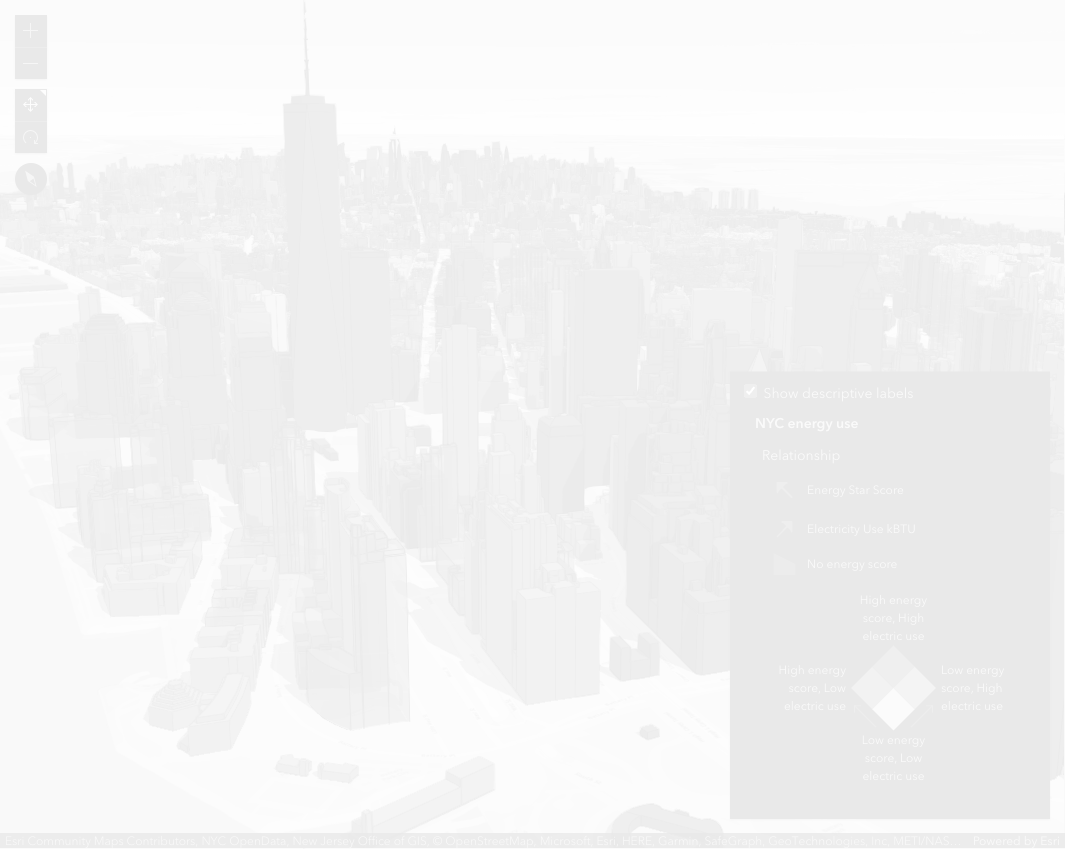 Show descriptive labels
NYC energy use
Relationship
Energy Star Score
Electricity Use kBTU
No energy score
High energy
score, High
electric use
High energy
score, Low
electric use
Low energy
score, High
electric use
Low energy
score, Low
electric use
Esri Community Maps Contributors, NYC OpenData, New Jersey Office of GIS, © OpenStreetMap, Microsoft, Esri, HERE, Garmin, SafeGraph, GeoTechnologies, Inc, METI/NAS... Powered by Esri